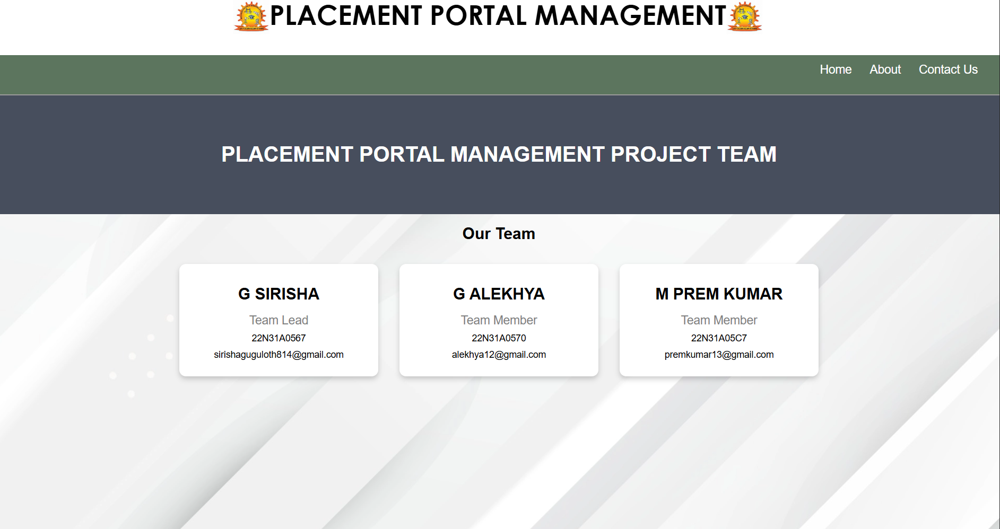 PLACEMENT PORTAL MANAGEMENT
Home About Contact Us
PLACEMENT PORTAL MANAGEMENT PROJECT TEAM
Our Team
G SIRISHA
Team Lead
22N31A0567
sirishaguguloth814@gmail.com
G ALEKHYA
Team Member
22N31A0570
alekhya12@gmail.com
M PREM KUMAR
Team Member
22N31A05C7
premkumar13@gmail.com